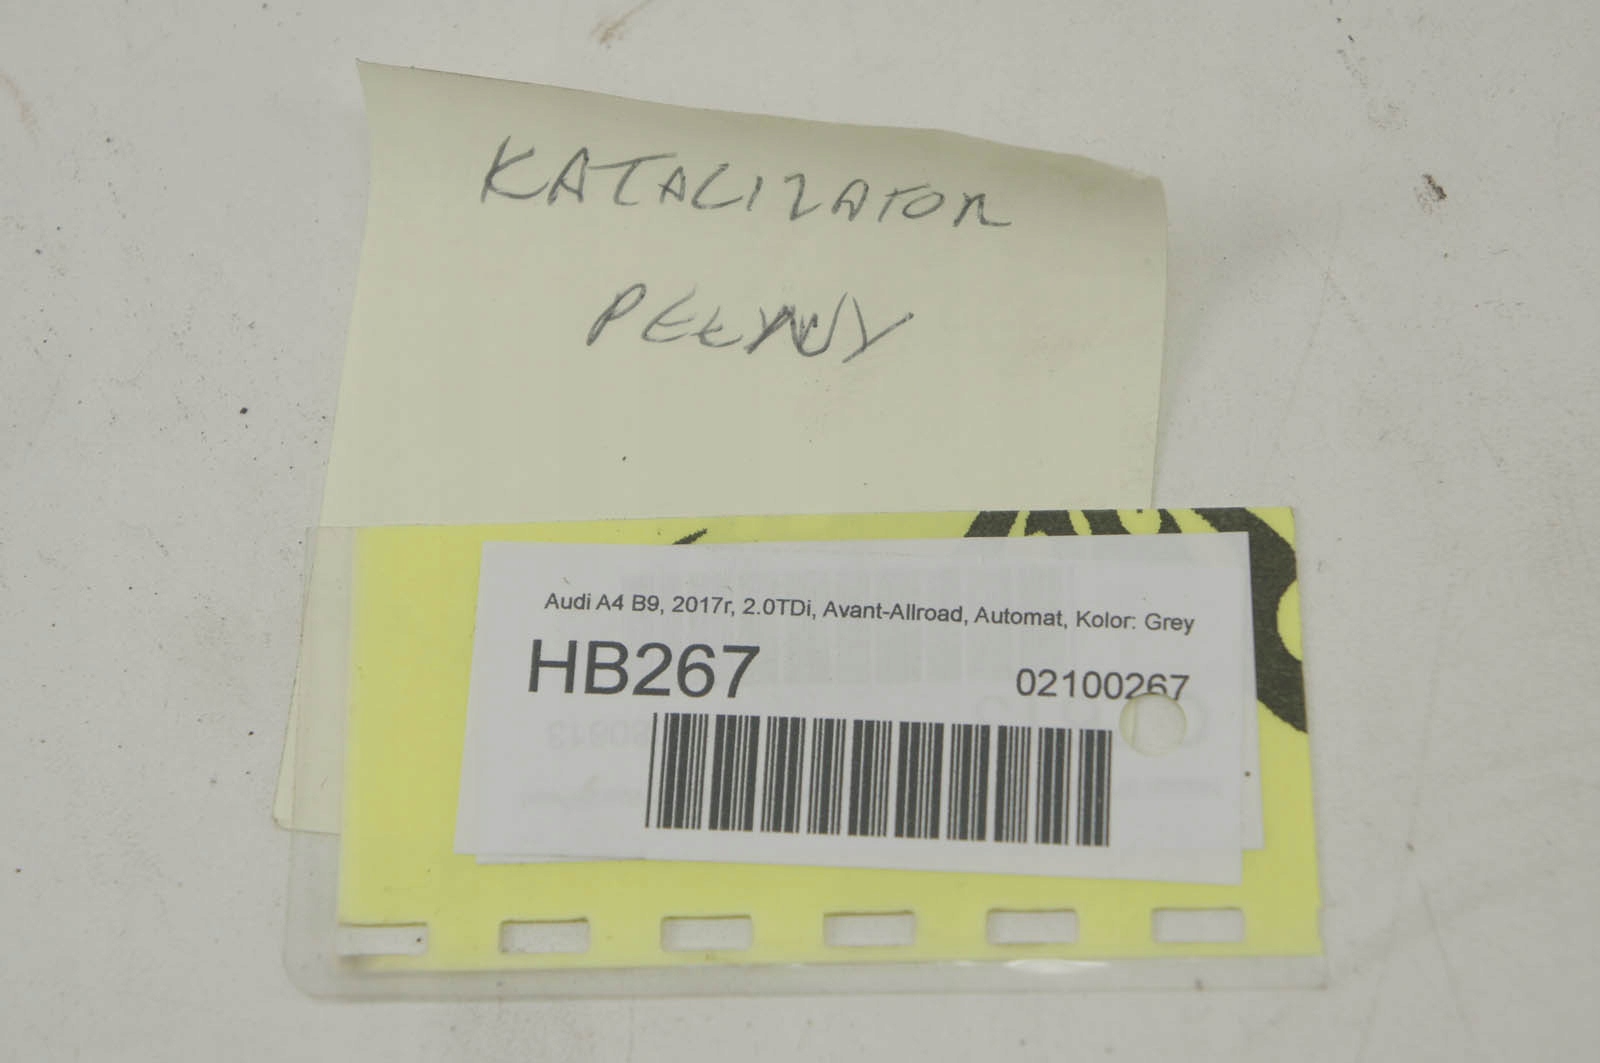 KATALIZATOR
PEŁNY
Audi A4 B9, 2017r, 2.0TDi, Avant-Allroad, Automat, Kolor: Grey
HB267
02100267